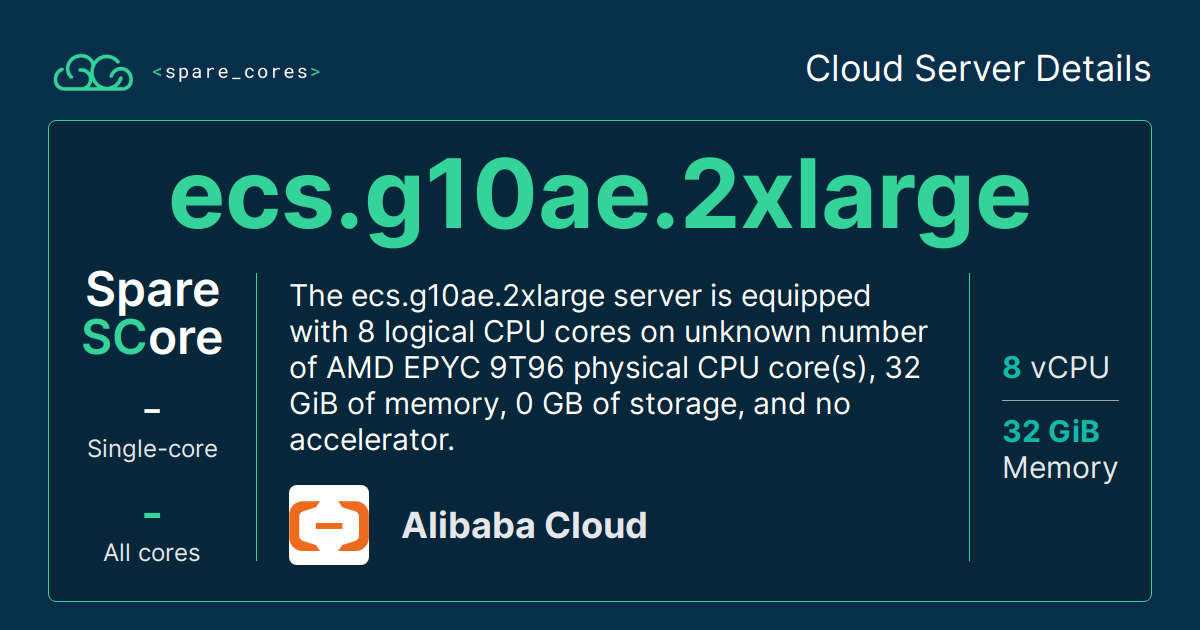 <spare_cores>
Cloud Server Details
ecs.g10ae.2xlarge
Spare
SCore
–
Single-core
–
All cores
The ecs.g10ae.2xlarge server is equipped
with 8 logical CPU cores on unknown number
of AMD EPYC 9T96 physical CPU core(s), 32
GiB of memory, 0 GB of storage, and no
accelerator.
Alibaba Cloud
8 vCPU
32 GiB
Memory